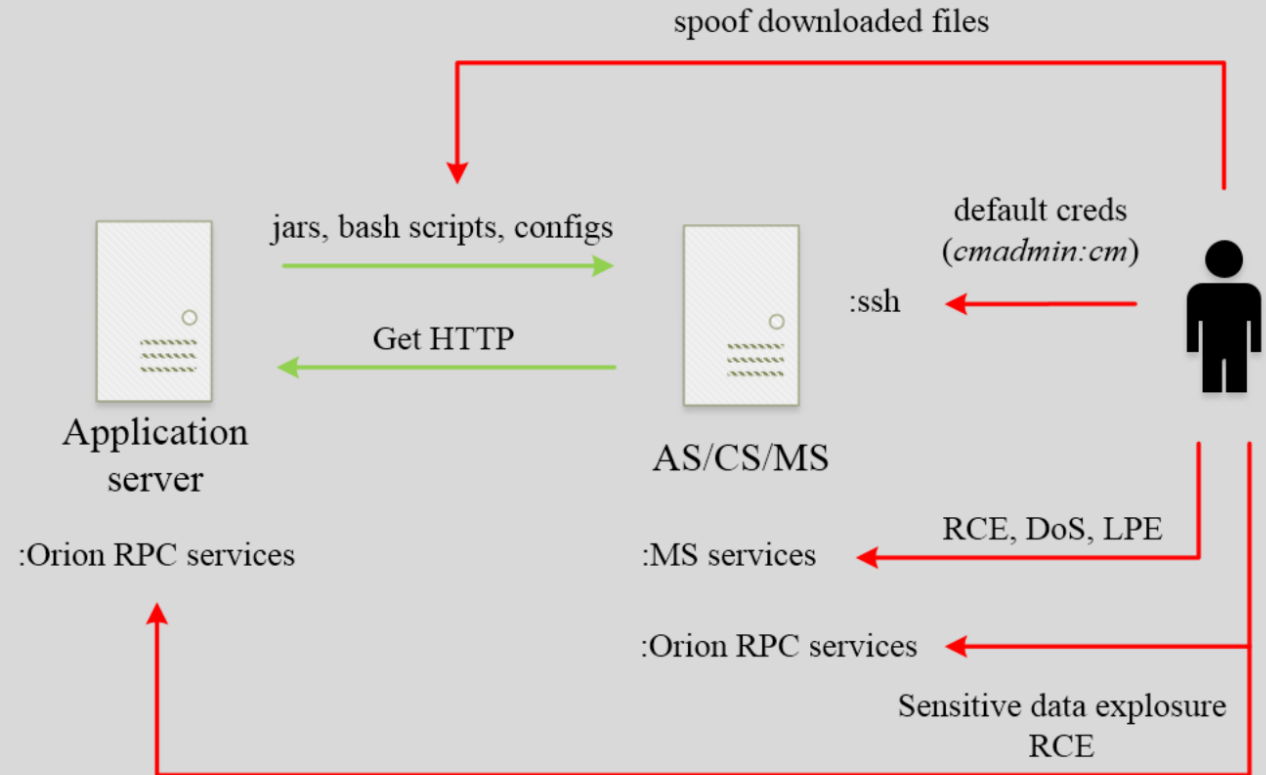 spoof downloaded files
jars, bash scripts, configs
default creds
(cmadmin:cm)
:ssh
Get HTTP
Application
server
AS/CS/MS
RCE, DoS, LPE
:Orion RPC services
:MS services
:Orion RPC services
Sensitive data explosure
RCE